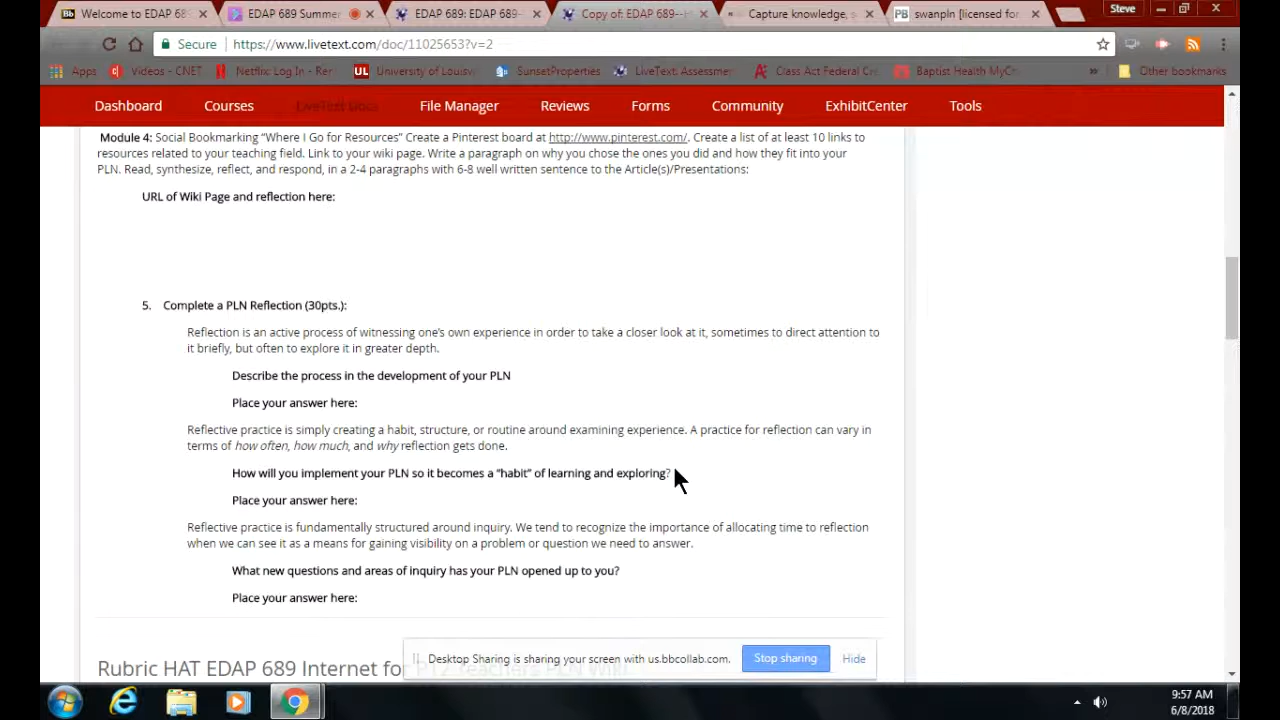 Welcome to EDAP 68
EDAP 689 Summer
EDAP 689: EDAP 689
Copy of: EDAP 689--H
Capture knowledge, s
PB swanpln [licensed for
Steve
Secure https://www.livetext.com/doc/11025653?v=2
Apps Videos - CNET Netflix Log In - Rer UL University of Louisv SunsetProperties LiveText: Assessmer Class Act Federal Cre Baptist Health MyCh » Other bookmarks
Dashboard Courses LiveText Docs File Manager Reviews Forms Community ExhibitCenter Tools
Module 4: Social Bookmarking “Where I Go for Resources” Create a Pinterest board at http://www.pinterest.com/. Create a list of at least 10 links to
resources related to your teaching field. Link to your wiki page. Write a paragraph on why you chose the ones you did and how they fit into your
PLN. Read, synthesize, reflect, and respond, in a 2-4 paragraphs with 6-8 well written sentence to the Article(s)/Presentations:
URL of Wiki Page and reflection here:
5. Complete a PLN Reflection (30pts.):
Reflection is an active process of witnessing one’s own experience in order to take a closer look at it, sometimes to direct attention to
it briefly, but often to explore it in greater depth.
Describe the process in the development of your PLN
Place your answer here:
Reflective practice is simply creating a habit, structure, or routine around examining experience. A practice for reflection can vary in
terms of how often, how much, and why reflection gets done.
How will you implement your PLN so it becomes a “habit” of learning and exploring?
Place your answer here:
Reflective practice is fundamentally structured around inquiry. We tend to recognize the importance of allocating time to reflection
when we can see it as a means for gaining visibility on a problem or question we need to answer.
What new questions and areas of inquiry has your PLN opened up to you?
Place your answer here:
Rubric HAT EDAP 689 Internet for P12 Teachers PLN Wiki
Desktop Sharing is sharing your screen with us.bbcollab.com. Stop sharing Hide
9:57 AM
6/8/2018